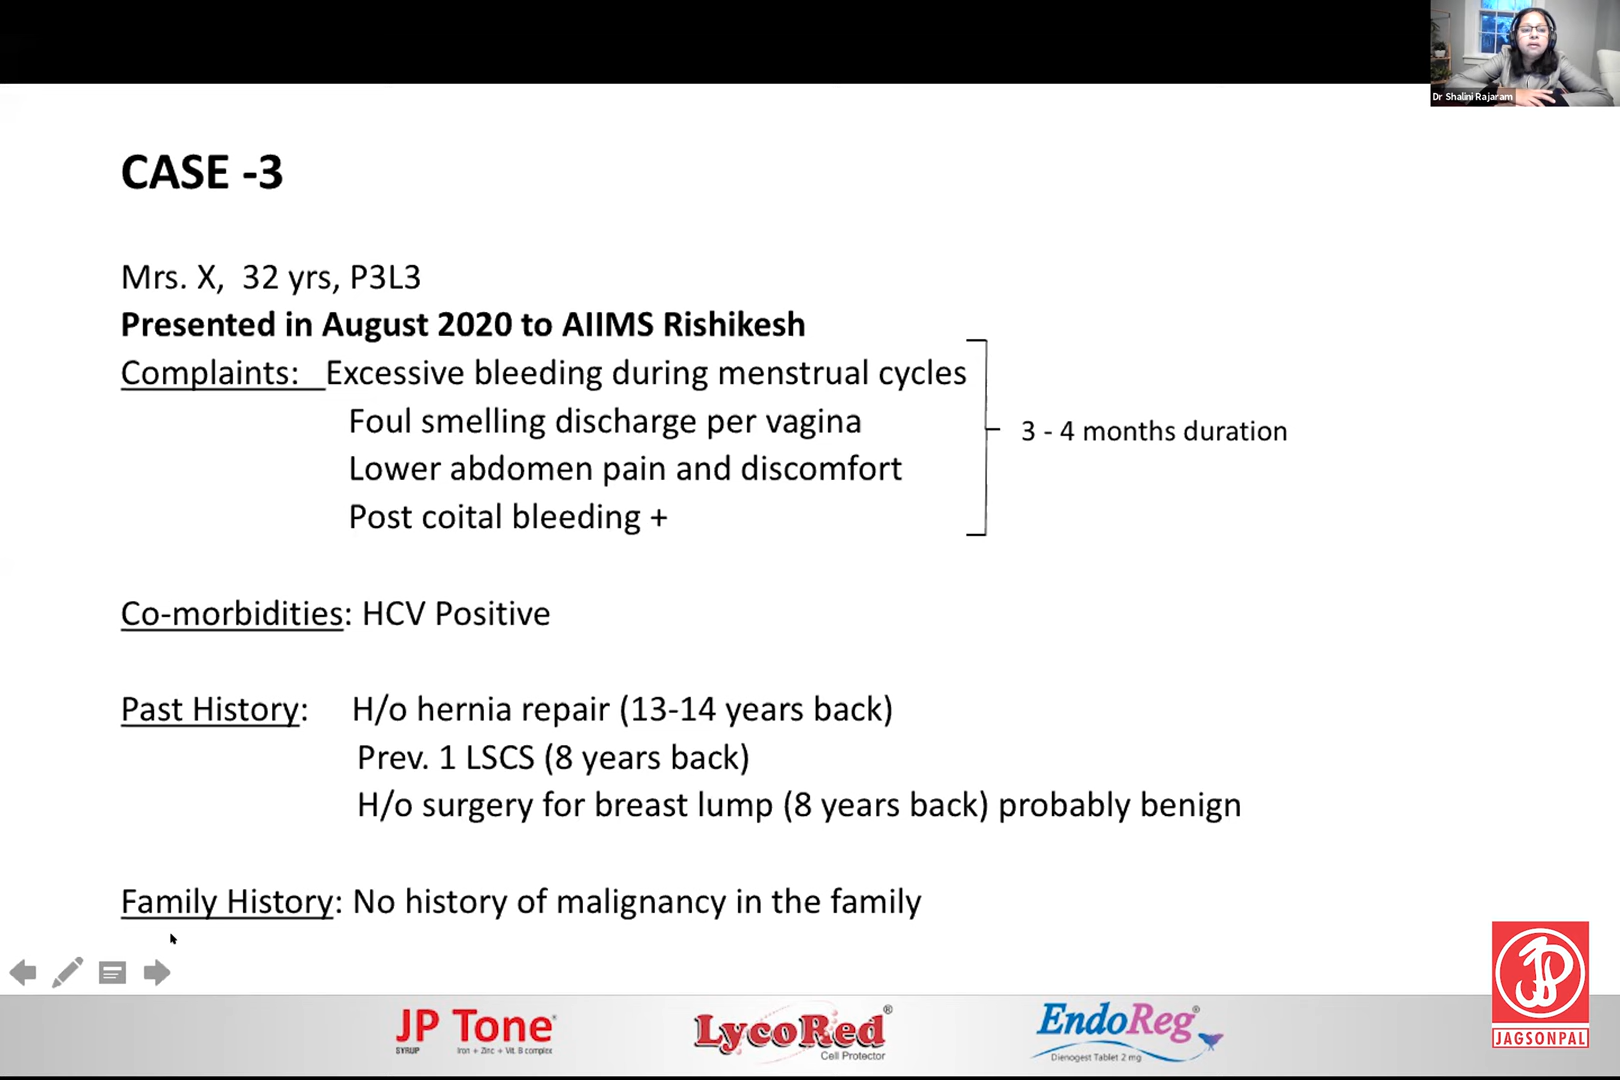 Dr Shalini Rajaram
CASE -3
Mrs. X, 32 yrs, P3L3
Presented in August 2020 to AIIMS Rishikesh
Complaints: Excessive bleeding during menstrual cycles
Foul smelling discharge per vagina
3 - 4 months duration
Lower abdomen pain and discomfort
Post coital bleeding +
Co-morbidities: HCV Positive
Past History: H/o hernia repair (13-14 years back)
Prev. 1 LSCS (8 years back)
H/o surgery for breast lump (8 years back) probably benign
Family History: No history of malignancy in the family
JP Tone
SYRUP Iron + Zinc + Vit. B complex
LycoRed®
Cell Protector
EndoReg®
Dienogest Tablet 2 mg
JAGSONPAL